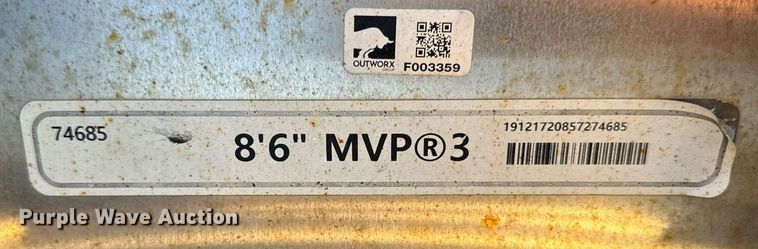 OUTWORX
F003359
74685
8'6" MVP®3
19121720857274685
Purple Wave Auction